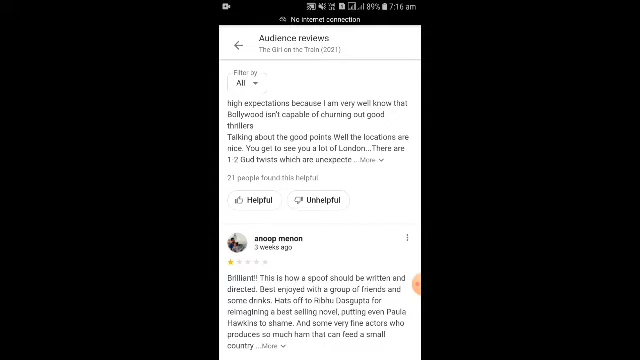 89% 7:16 am
No internet connection
Audience reviews
The Girl on the Train (2021)
Filter by
All
high expectations because I am very well know that
Bollywood isn't capable of churning out good
thrillers
Talking about the good points Well the locations are
nice. You get to see you a lot of London...There are
1-2 Gud twists which are unexpecte ...More
21 people found this helpful
Helpful
Unhelpful
anoop menon
3 weeks ago
Brilliant!! This is how a spoof should be written and
directed. Best enjoyed with a group of friends and
some drinks. Hats off to Ribhu Dasgupta for
reimagining a best selling novel, putting even Paula
Hawkins to shame. And some very fine actors who
produces so much ham that can feed a small
country ...More